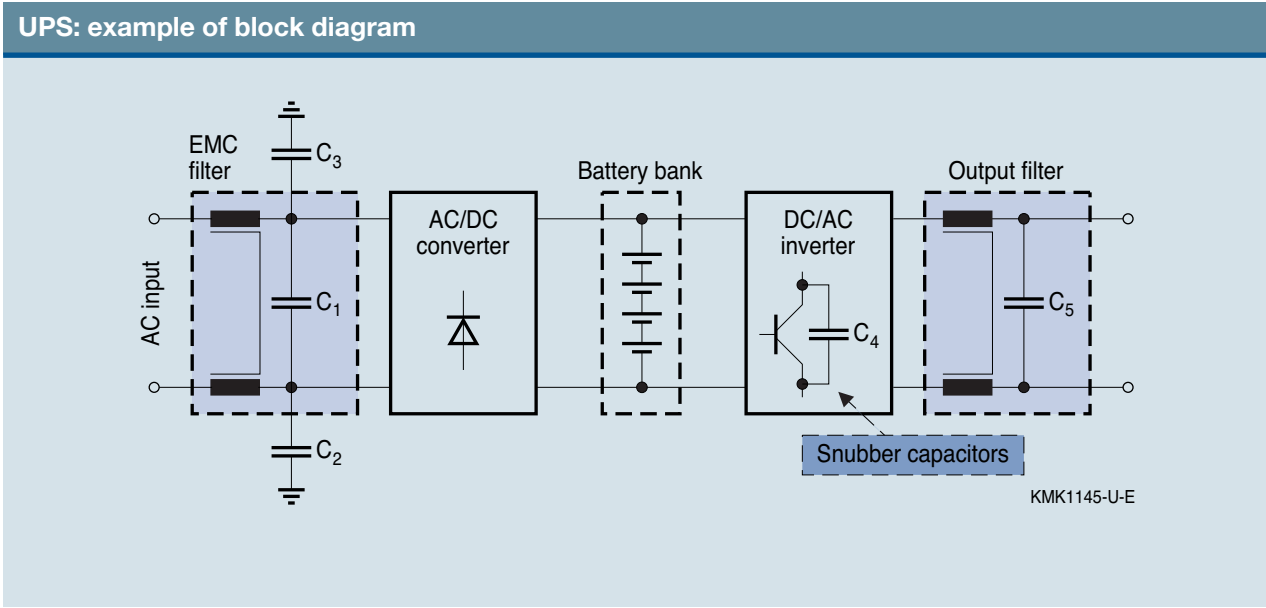 UPS: example of block diagram
EMC
filter
C₃
AC input
C₁
C₂
AC/DC
converter
Battery bank
DC/AC
inverter
C₄
Snubber capacitors
Output filter
C₅
KMK1145-U-E